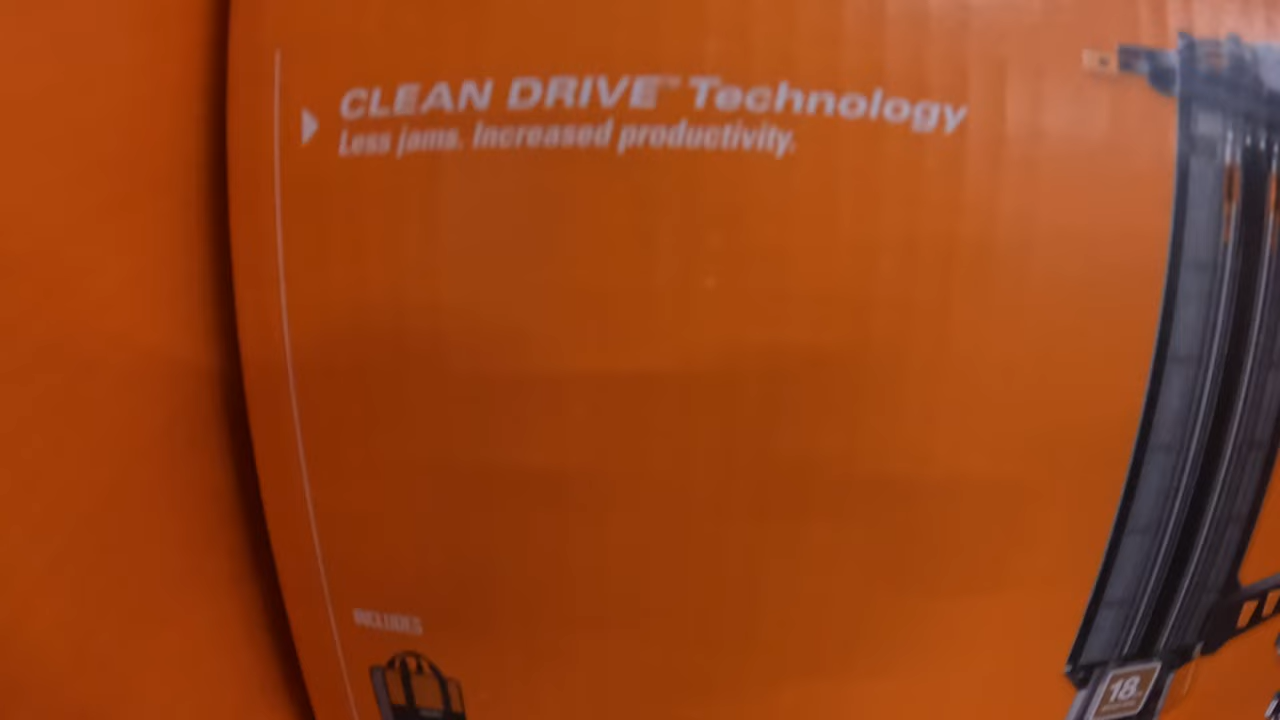 CLEAN DRIVE™ Technology
Less jams. Increased productivity.
INCLUDES
18